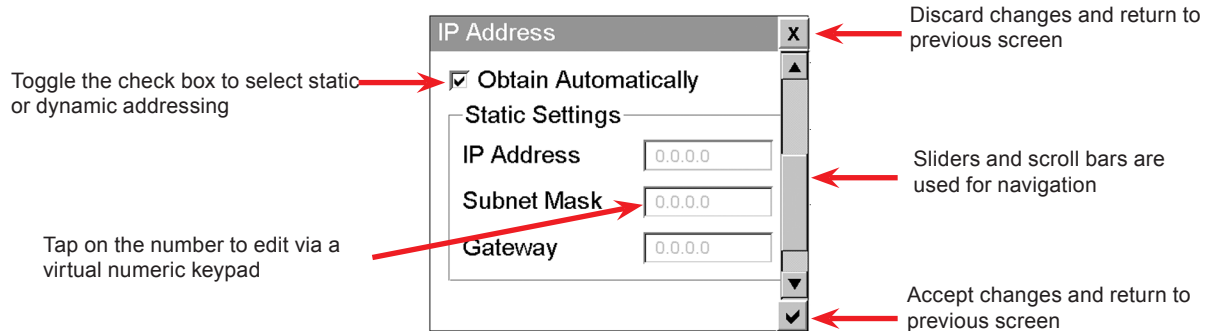 IP Address
X
Discard changes and return to
previous screen
Toggle the check box to select static
or dynamic addressing
Obtain Automatically
Static Settings
IP Address
0.0.0.0
Sliders and scroll bars are
used for navigation
Subnet Mask
0.0.0.0
Tap on the number to edit via a
virtual numeric keypad
Gateway
0.0.0.0
Accept changes and return to
previous screen